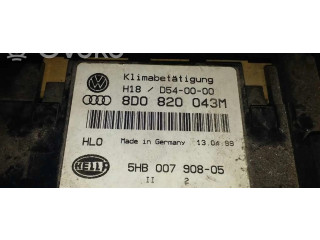 Klimabetätigung
H18 / D54-00-00
8D0 820 043M
HLO Made in Germany 13.04.98
HELLA
5HB 007 908-05
II 2